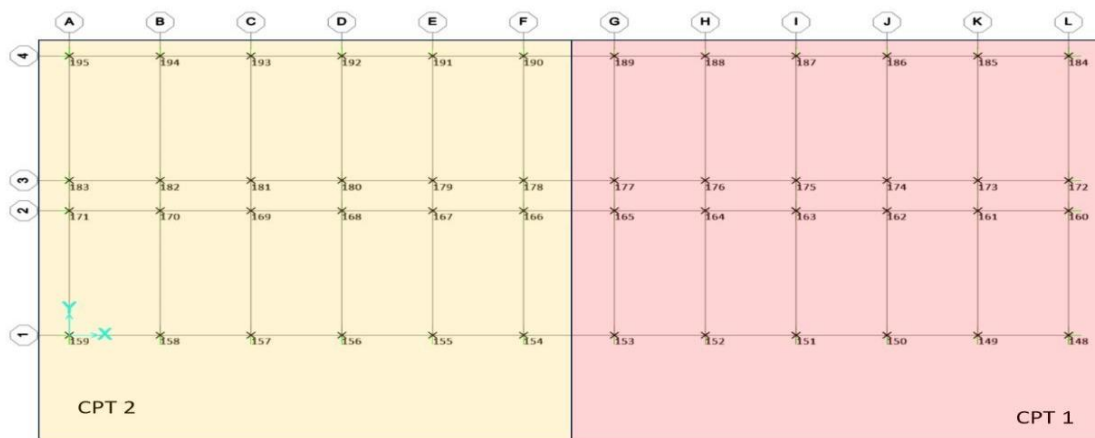 A B C D E F G H I J K L
4
195 194 193 192 191 190 189 188 187 186 185 184
3
183 182 181 180 179 178 177 176 175 174 173 172
2
171 170 169 168 167 166 165 164 163 162 161 160
Y
X
1
159 158 157 156 155 154 153 152 151 150 149 148
CPT 2
CPT 1